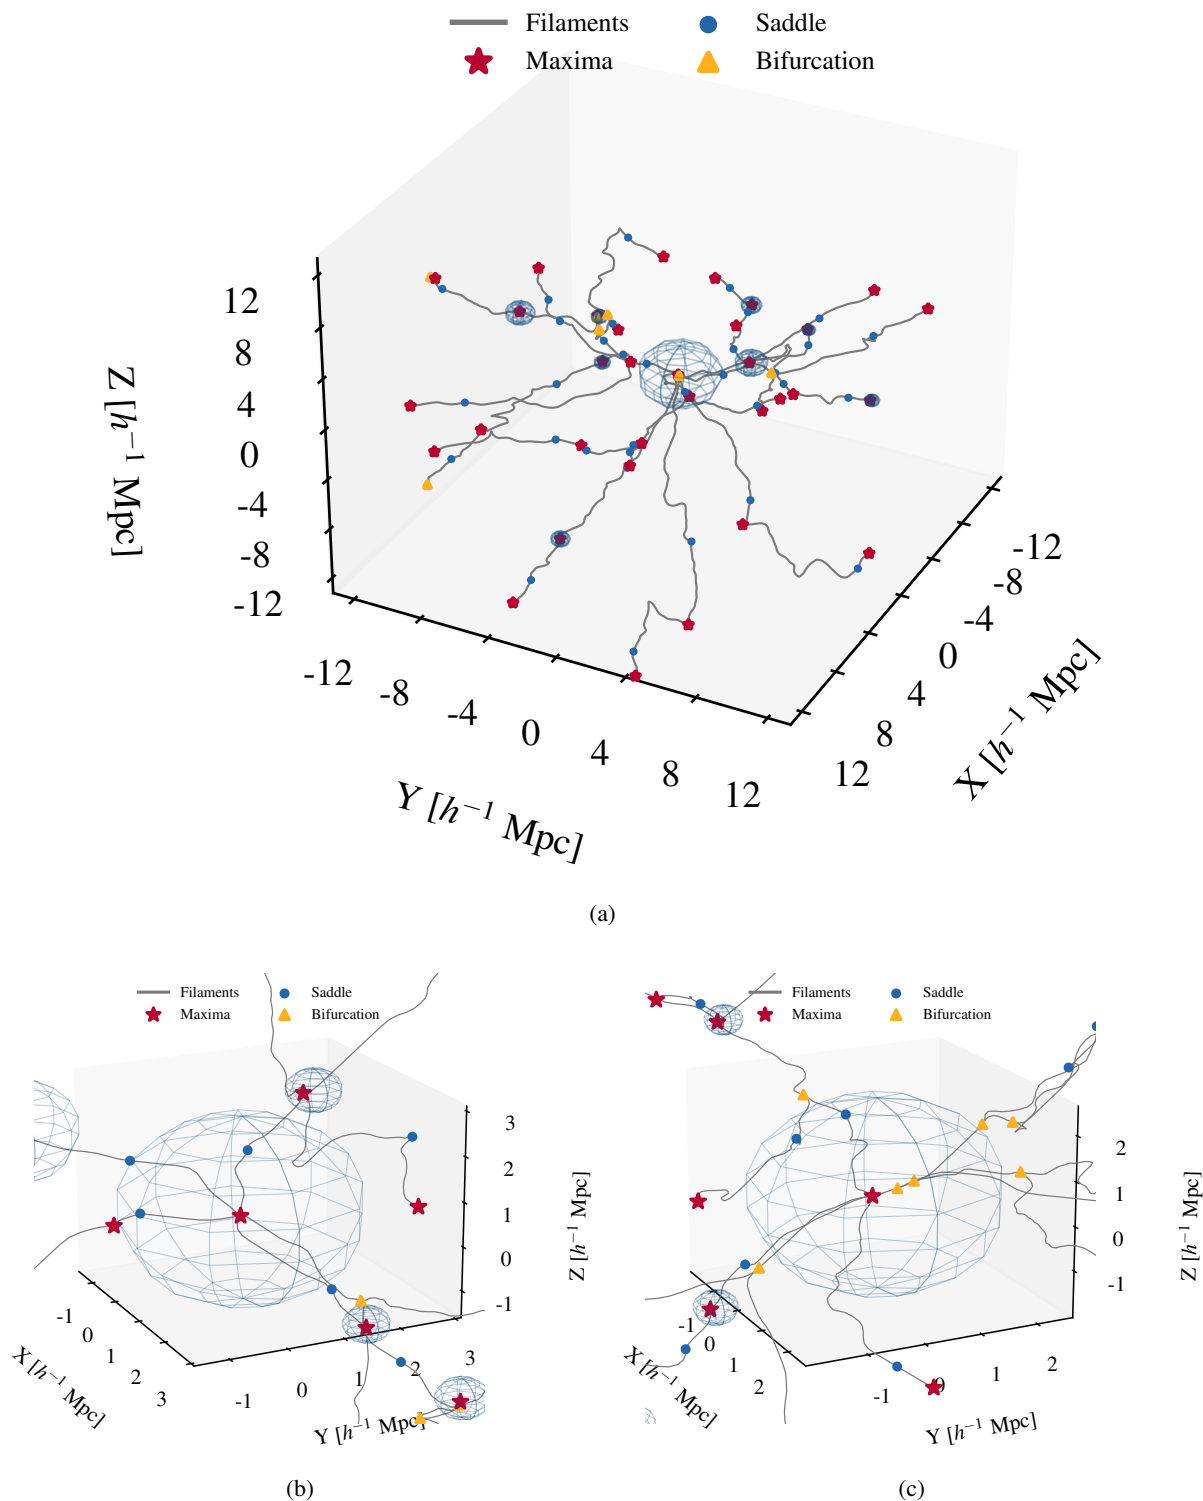 Filaments
Saddle
Maxima
Bifurcation
12
8
4
0
-4
-8
-12
Z [h⁻¹ Mpc]
-12
-8
-4
0
4
8
12
Y [h⁻¹ Mpc]
-12
-8
-4
0
4
8
12
X [h⁻¹ Mpc]
(a)
Filaments
Saddle
Maxima
Bifurcation
3
2
1
0
-1
Z [h⁻¹ Mpc]
-1
0
1
2
3
X [h⁻¹ Mpc]
-1
0
1
2
3
Y [h⁻¹ Mpc]
(b)
Filaments
Saddle
Maxima
Bifurcation
2
1
0
-1
Z [h⁻¹ Mpc]
-1
0
1
2
X [h⁻¹ Mpc]
-1
0
1
2
Y [h⁻¹ Mpc]
(c)